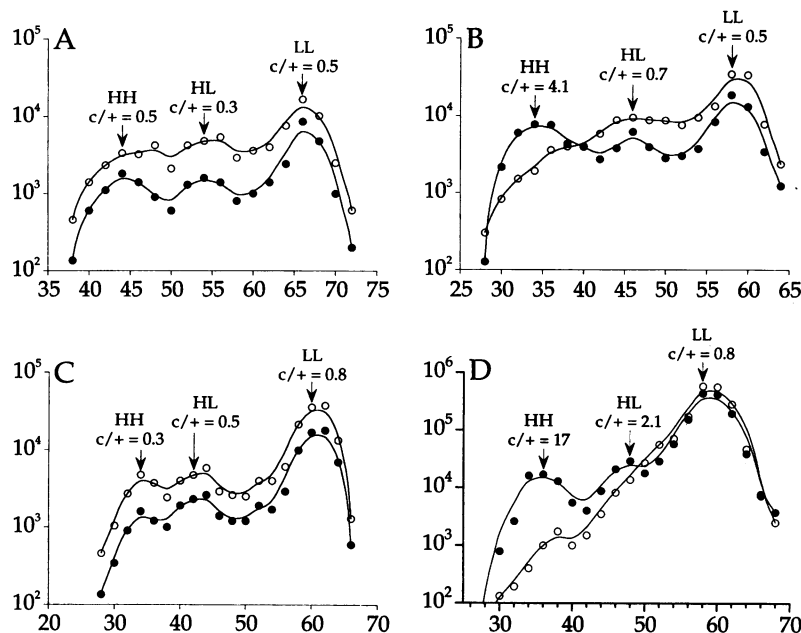 A
10⁵
10⁴
10³
10²
HH
c/+ = 0.5
HL
c/+ = 0.3
LL
c/+ = 0.5
35 40 45 50 55 60 65 70 75
B
10⁵
10⁴
10³
10²
HH
c/+ = 4.1
HL
c/+ = 0.7
LL
c/+ = 0.5
25 30 35 40 45 50 55 60 65
C
10⁵
10⁴
10³
10²
HH
c/+ = 0.3
HL
c/+ = 0.5
LL
c/+ = 0.8
20 30 40 50 60 70
D
10⁶
10⁵
10⁴
10³
10²
HH
c/+ = 17
HL
c/+ = 2.1
LL
c/+ = 0.8
30 40 50 60 70